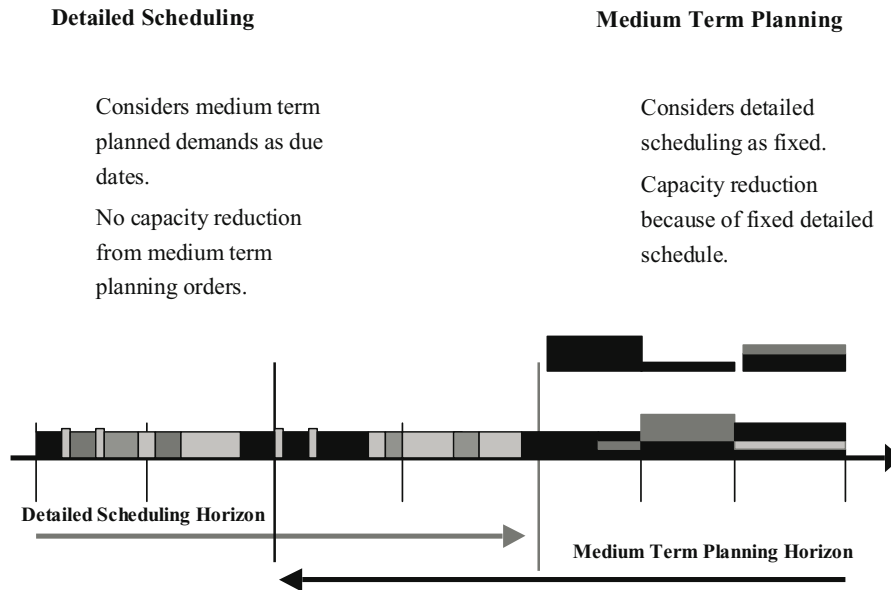 Detailed Scheduling
Considers medium term
planned demands as due
dates.
No capacity reduction
from medium term
planning orders.
Medium Term Planning
Considers detailed
scheduling as fixed.
Capacity reduction
because of fixed detailed
schedule.
Detailed Scheduling Horizon
Medium Term Planning Horizon